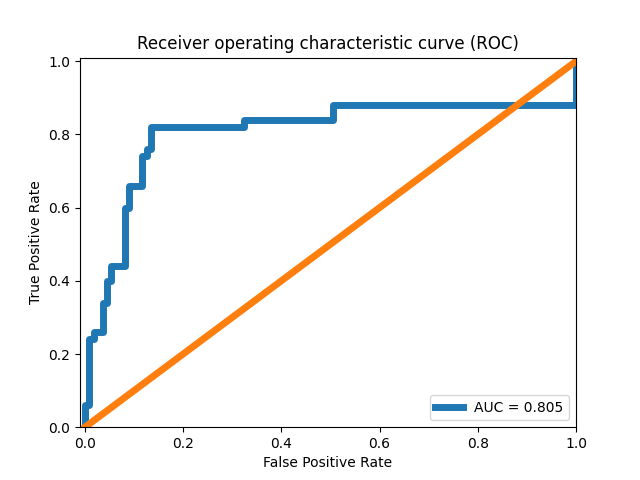 Receiver operating characteristic curve (ROC)
1.0
0.8
0.6
0.4
0.2
0.0
True Positive Rate
AUC = 0.805
0.0 0.2 0.4 0.6 0.8 1.0
False Positive Rate